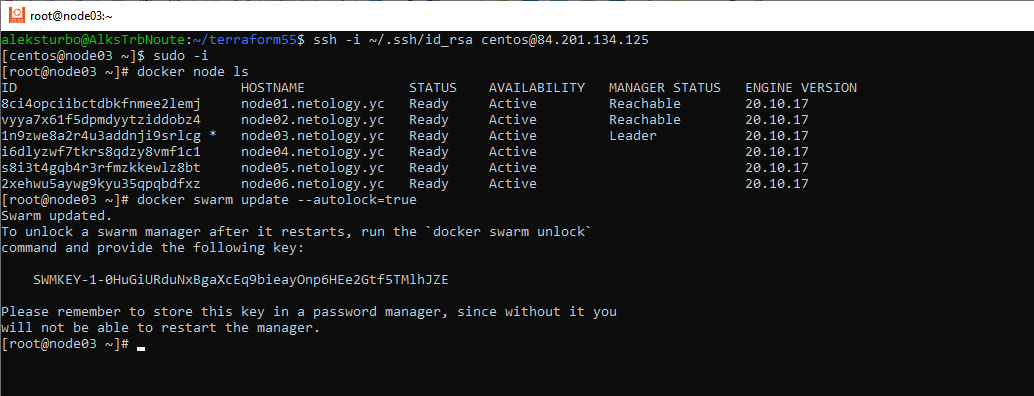 root@node03:~
aleksturbo@AlksTrbNoute:~/terraform55$ ssh -i ~/.ssh/id_rsa centos@84.201.134.125
[centos@node03 ~]$ sudo -i
[root@node03 ~]# docker node ls
ID HOSTNAME STATUS AVAILABILITY MANAGER STATUS ENGINE VERSION
8ci4opciibctdbkfnmee2lemj node01.netology.yc Ready Active Reachable 20.10.17
vyya7x61f5dpmdyytziddobz4 node02.netology.yc Ready Active Reachable 20.10.17
1n9zwe8a2r4u3addnji9srlcg * node03.netology.yc Ready Active Leader 20.10.17
i6dlyzwf7tkrs8qdzy8vmf1c1 node04.netology.yc Ready Active 20.10.17
s8i3t4gqb4r3rfmzkkewlz8bt node05.netology.yc Ready Active 20.10.17
2xehwu5aywg9kyu35qpqbdfxz node06.netology.yc Ready Active 20.10.17
[root@node03 ~]# docker swarm update --autolock=true
Swarm updated.
To unlock a swarm manager after it restarts, run the `docker swarm unlock`
command and provide the following key:
SWMKEY-1-0HuGiURduNxBgaXcEq9bieayOnp6HEe2Gtf5TMlhJZE
Please remember to store this key in a password manager, since without it you
will not be able to restart the manager.
[root@node03 ~]#